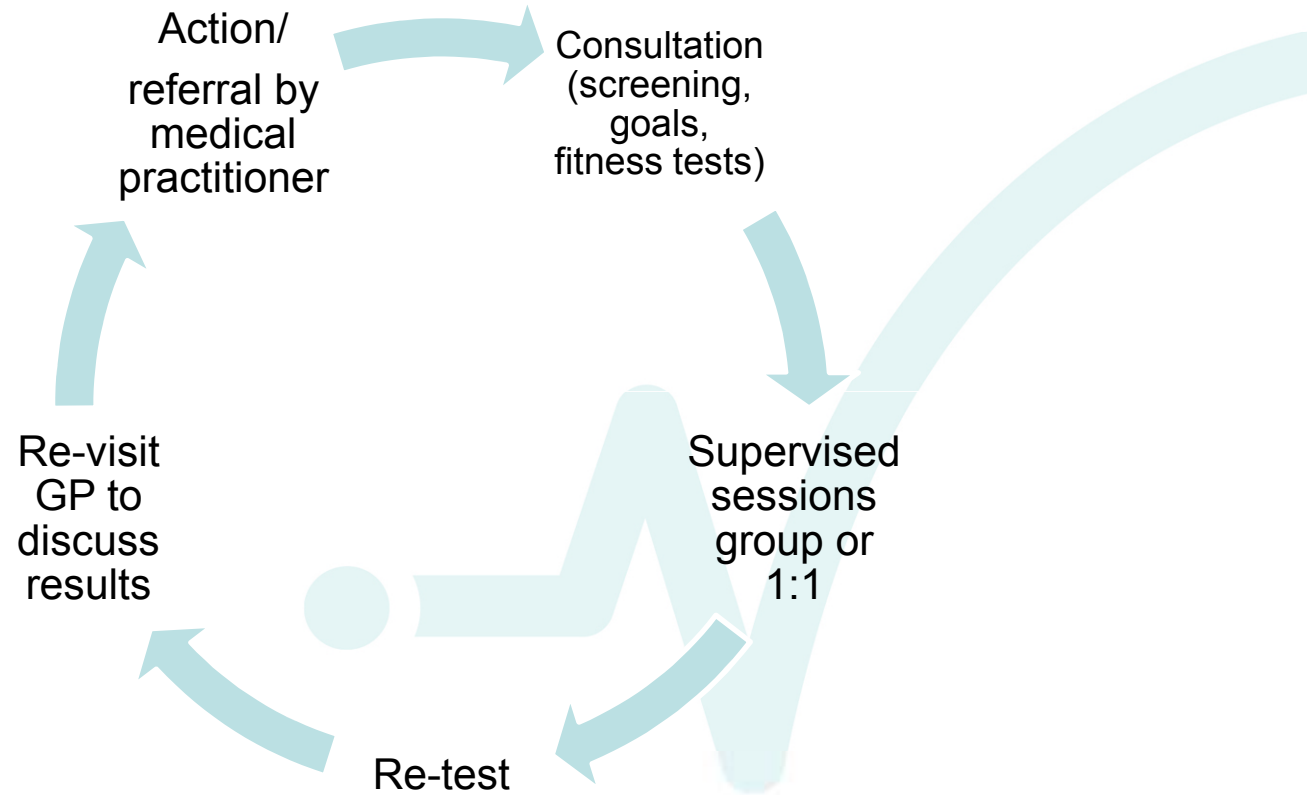 Action/
referral by
medical
practitioner
Consultation
(screening,
goals,
fitness tests)
Supervised
sessions
group or
1:1
Re-test
Re-visit
GP to
discuss
results